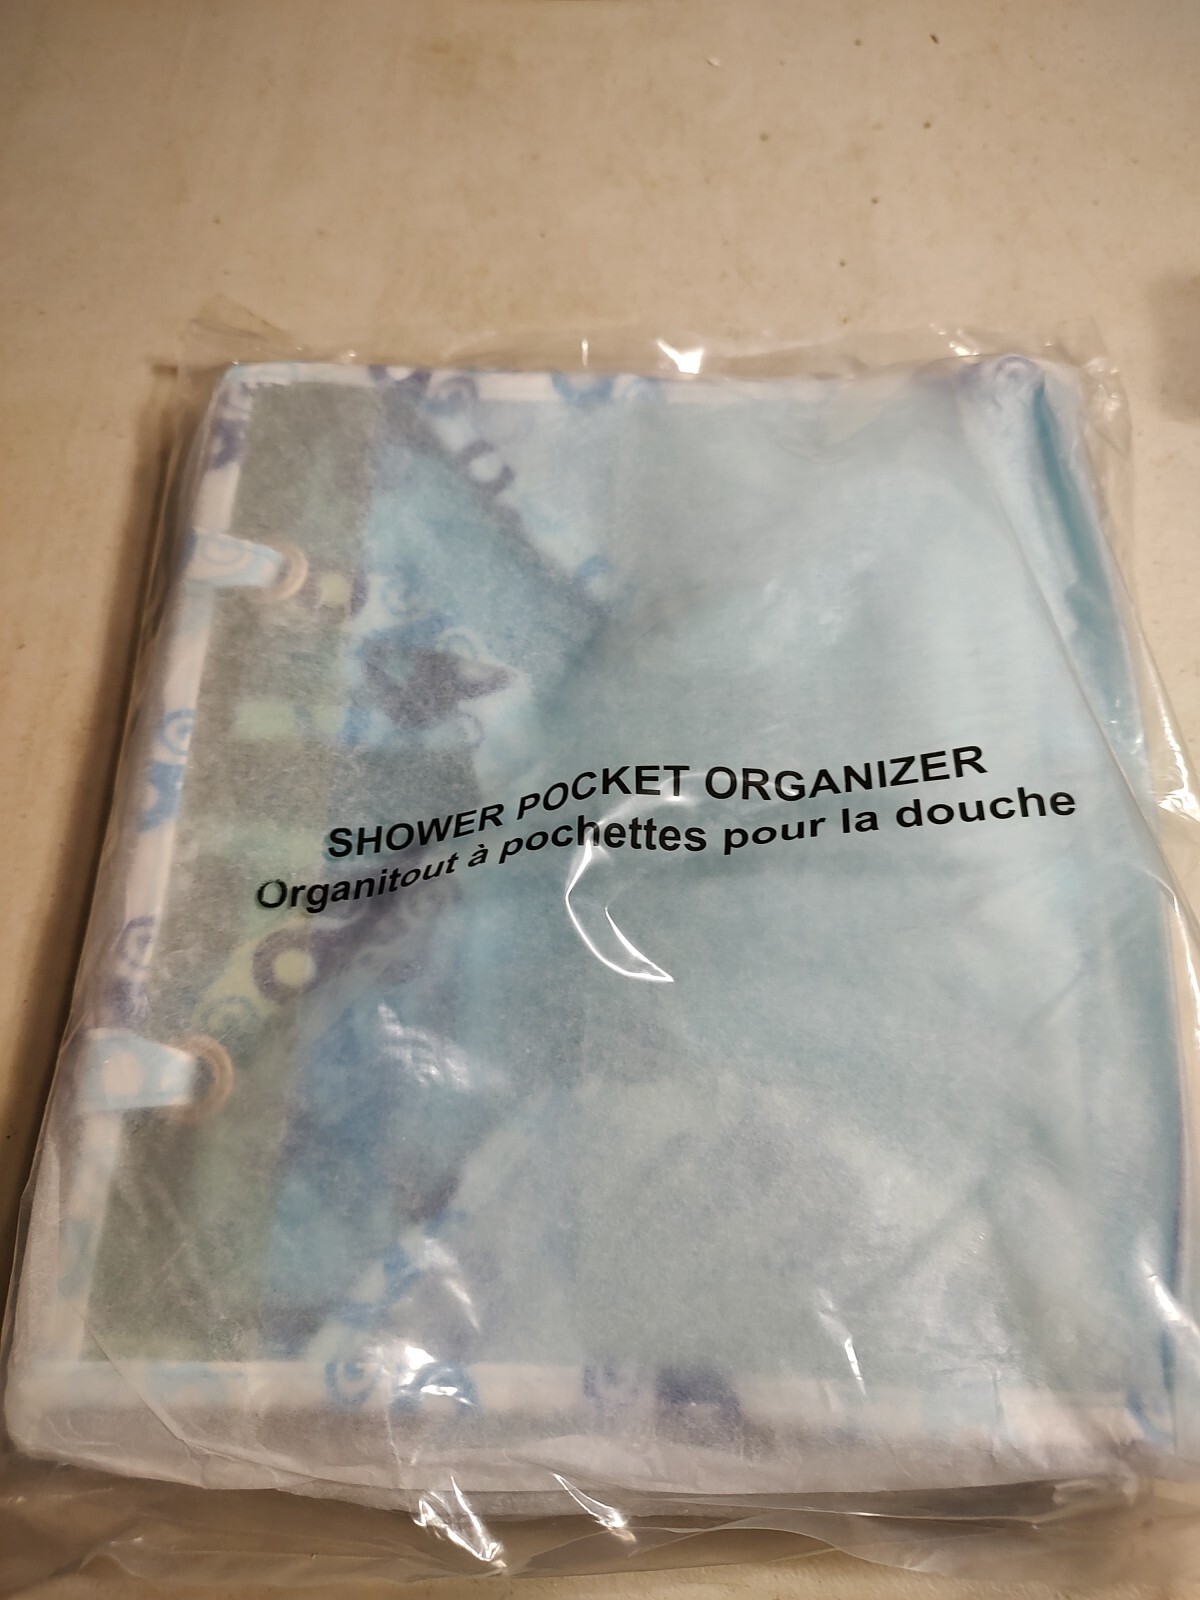 SHOWER POCKET ORGANIZER
Organitout à pochettes pour la douche